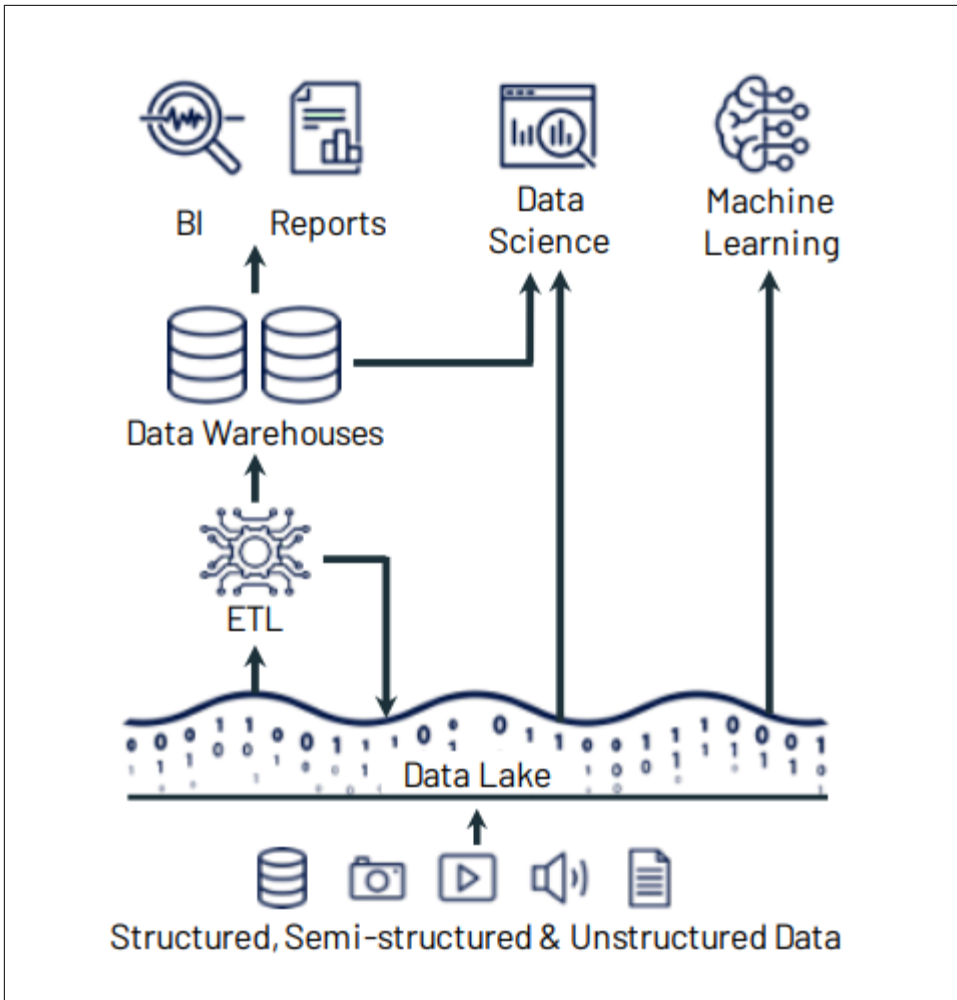 BI
Reports
Data
Science
Machine
Learning
Data Warehouses
ETL
Data Lake
Structured, Semi-structured & Unstructured Data